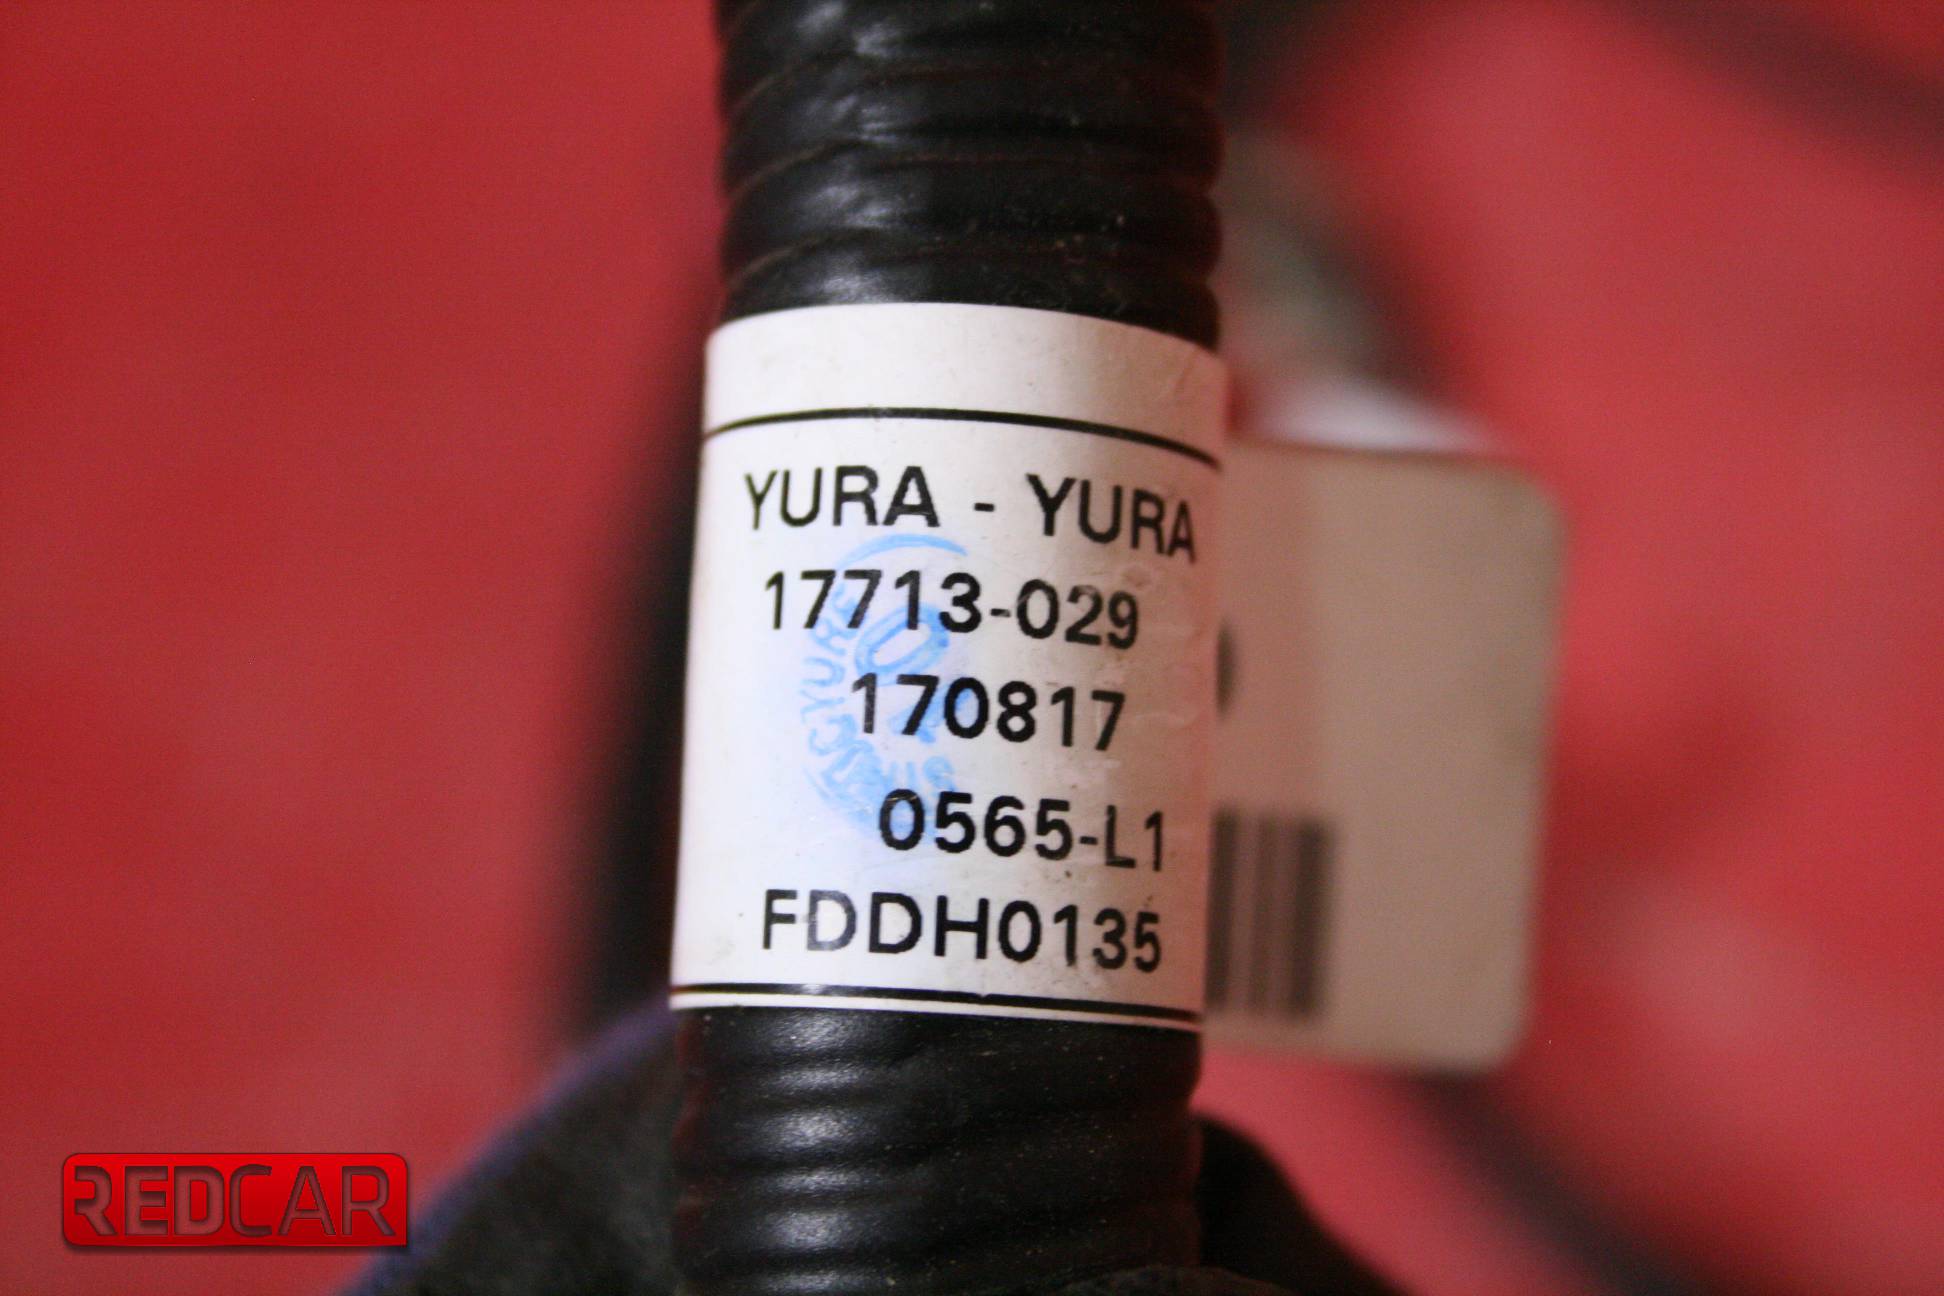 YURA - YURA
17713-029
170817
0565-L1
FDDH0135
REDCAR